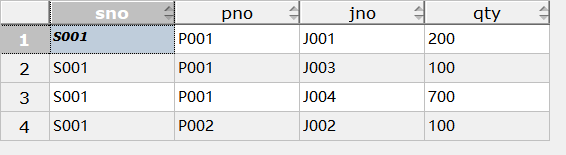 sno pno jno qty
1 S001 P001 J001 200
2 S001 P001 J003 100
3 S001 P001 J004 700
4 S001 P002 J002 100